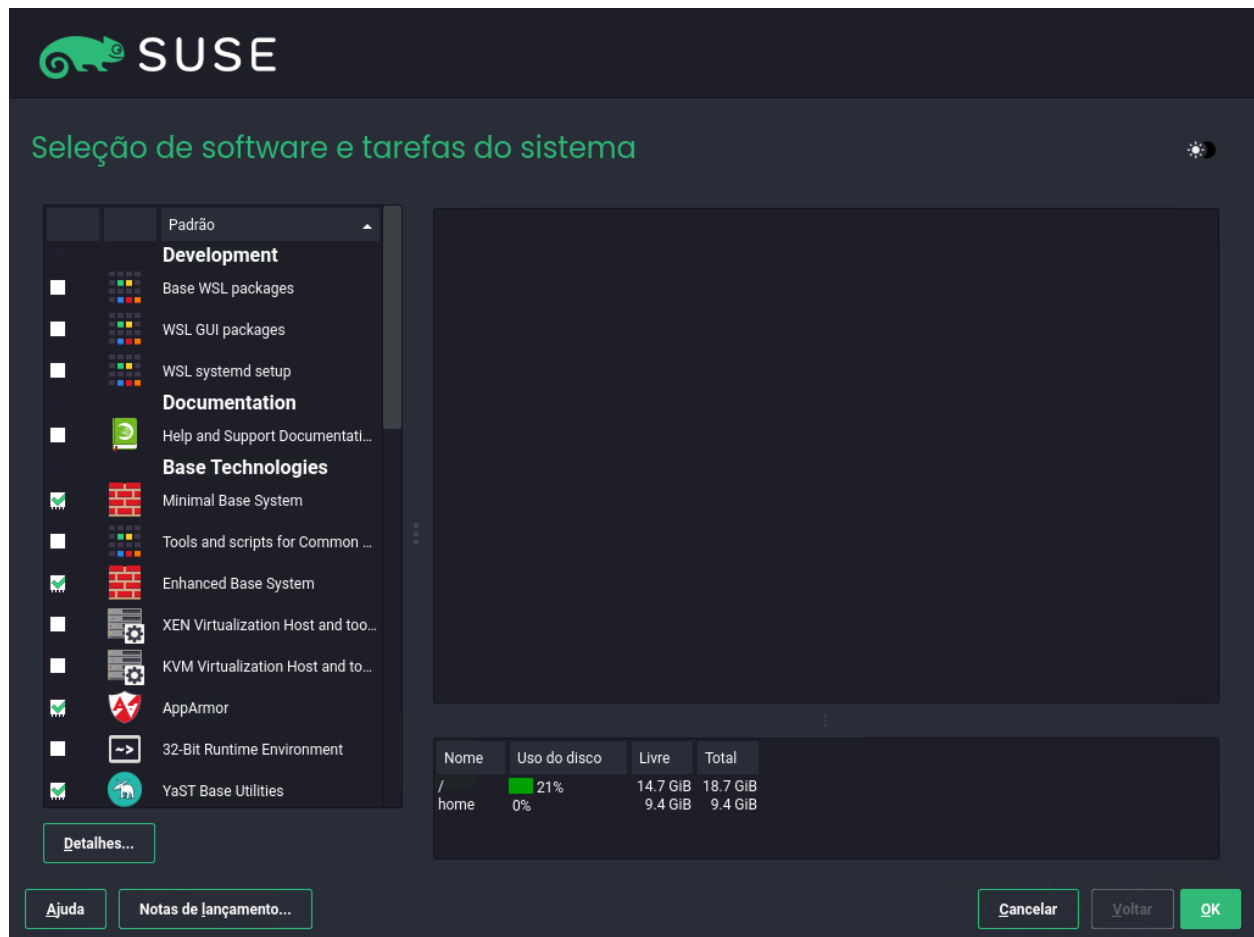 SUSE
Seleção de software e tarefas do sistema
Padrão
Development
Base WSL packages
WSL GUI packages
WSL systemd setup
Documentation
Help and Support Documentati...
Base Technologies
Minimal Base System
Tools and scripts for Common ...
Enhanced Base System
XEN Virtualization Host and too...
KVM Virtualization Host and to...
AppArmor
32-Bit Runtime Environment
YaST Base Utilities
Nome Uso do disco Livre Total
/ 21% 14.7 GiB 18.7 GiB
home 0% 9.4 GiB 9.4 GiB
Detalhes...
Ajuda Notas de lançamento... Cancelar Voltar OK